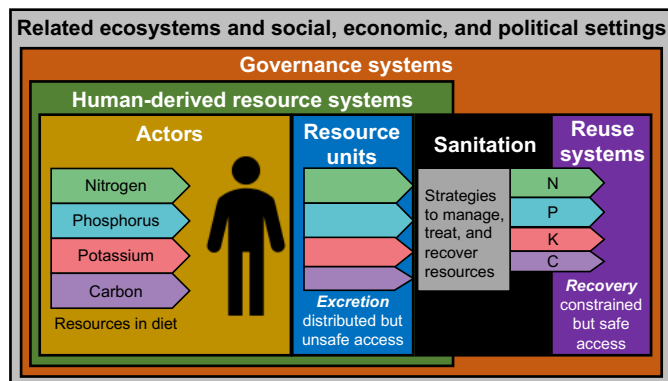 Related ecosystems and social, economic, and political settings
Governance systems
Human-derived resource systems
Actors
Nitrogen
Phosphorus
Potassium
Carbon
Resources in diet
Resource
units
Excretion
distributed but
unsafe access
Sanitation
Strategies
to manage,
treat, and
recover
resources
Reuse
systems
N
P
K
C
Recovery
constrained
but safe
access